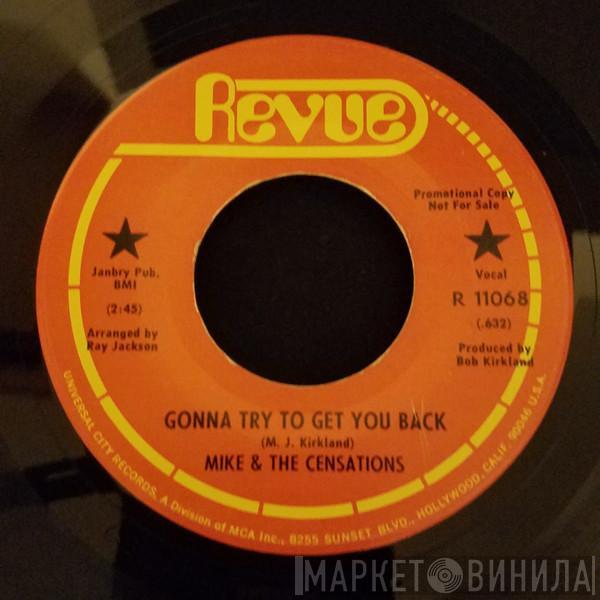 Revue
Promotional Copy
Not For Sale
Janbry Pub.
BMI
(2:45)
Arranged by
Ray Jackson
Vocal
R 11068
(.632)
Produced by
Bob Kirkland
GONNA TRY TO GET YOU BACK
(M. J. Kirkland)
MIKE & THE CENSATIONS
UNIVERSAL CITY RECORDS, A Division of MCA Inc., 8255 SUNSET BLVD., HOLLYWOOD, CALIF. 90046 U.S.A.
МАРКЕТ ВИНИЛА